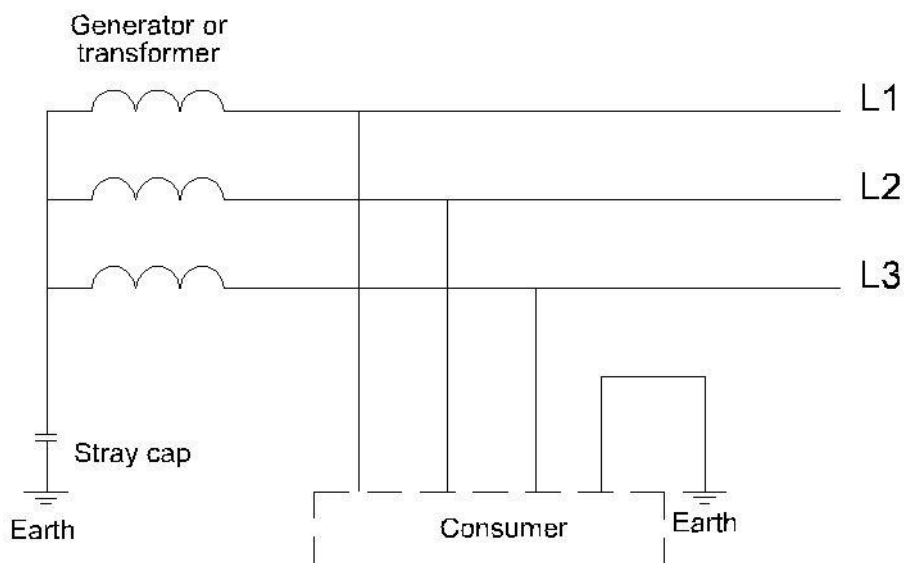 Generator or
transformer
L1
L2
L3
Stray cap
Earth
Consumer
Earth